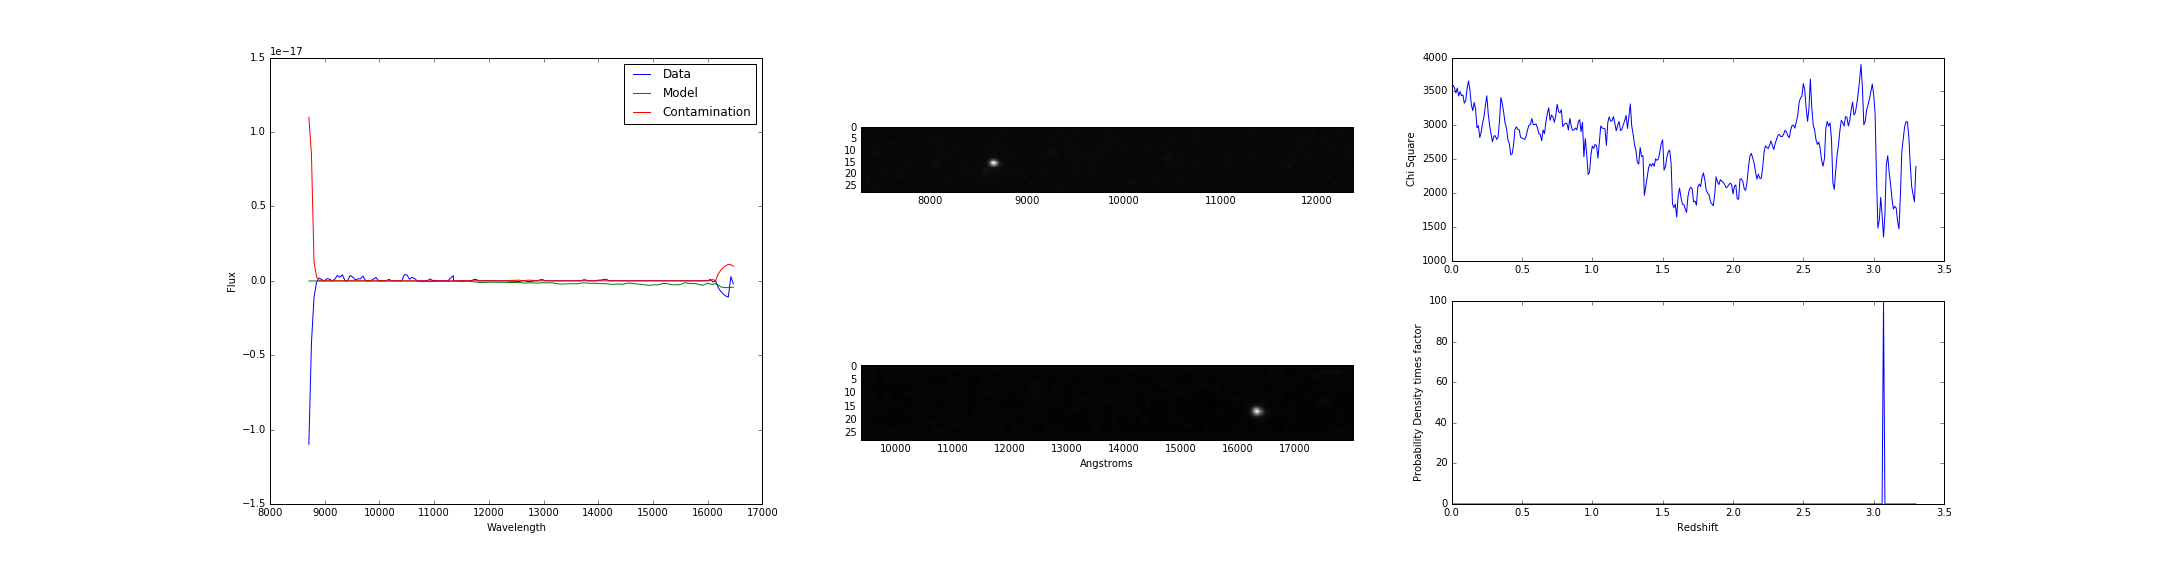 1e−17
1.5
1.0
0.5
0.0
−0.5
−1.0
−1.5
Flux
8000 9000 10000 11000 12000 13000 14000 15000 16000 17000
Wavelength
Data
Model
Contamination
0
5
10
15
20
25
8000 9000 10000 11000 12000
0
5
10
15
20
25
10000 11000 12000 13000 14000 15000 16000 17000
Angstroms
4000
3500
3000
2500
2000
1500
1000
Chi Square
0.0 0.5 1.0 1.5 2.0 2.5 3.0 3.5
100
80
60
40
20
0
Probability Density times factor
0.0 0.5 1.0 1.5 2.0 2.5 3.0 3.5
Redshift